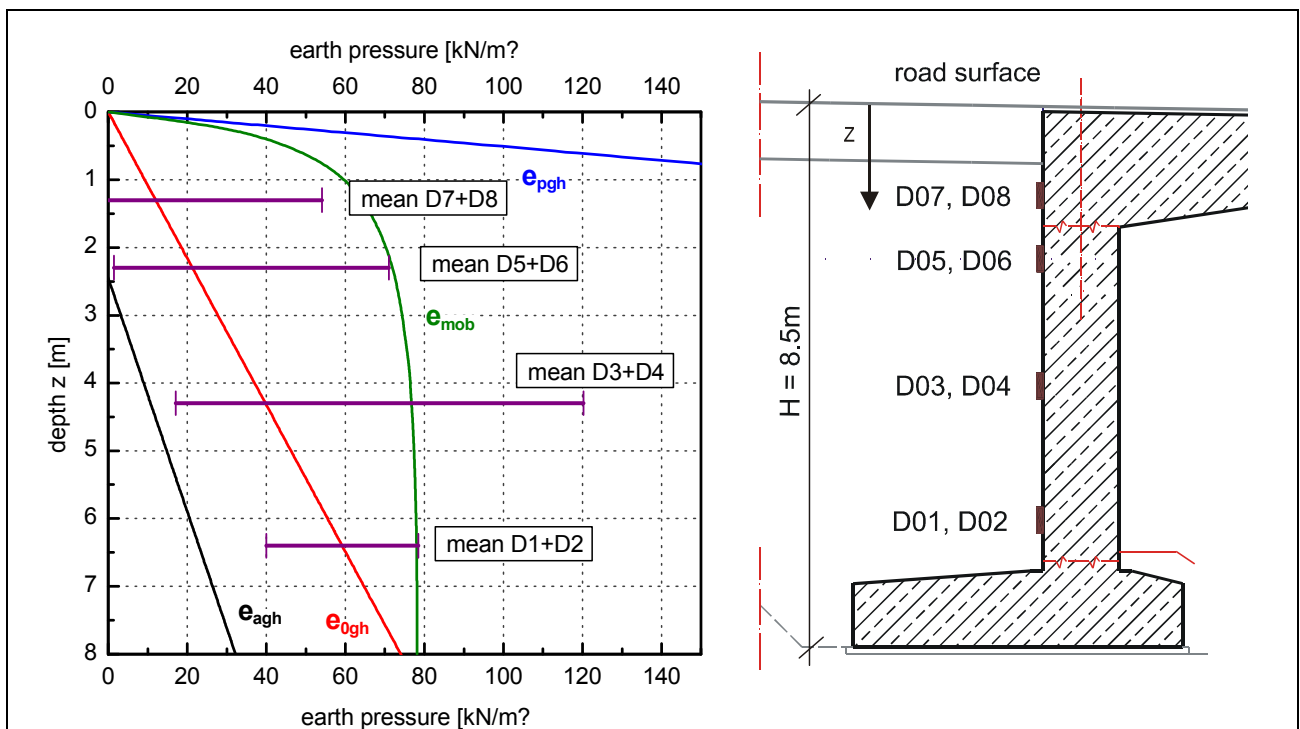 earth pressure [kN/m?
0 20 40 60 80 100 120 140
0
1
2
3
4
5
6
7
8
depth z [m]
e_pgh
mean D7+D8
mean D5+D6
e_mob
mean D3+D4
mean D1+D2
e_agh
e_0gh
0 20 40 60 80 100 120 140
earth pressure [kN/m?
road surface
z
D07, D08
D05, D06
H = 8.5m
D03, D04
D01, D02